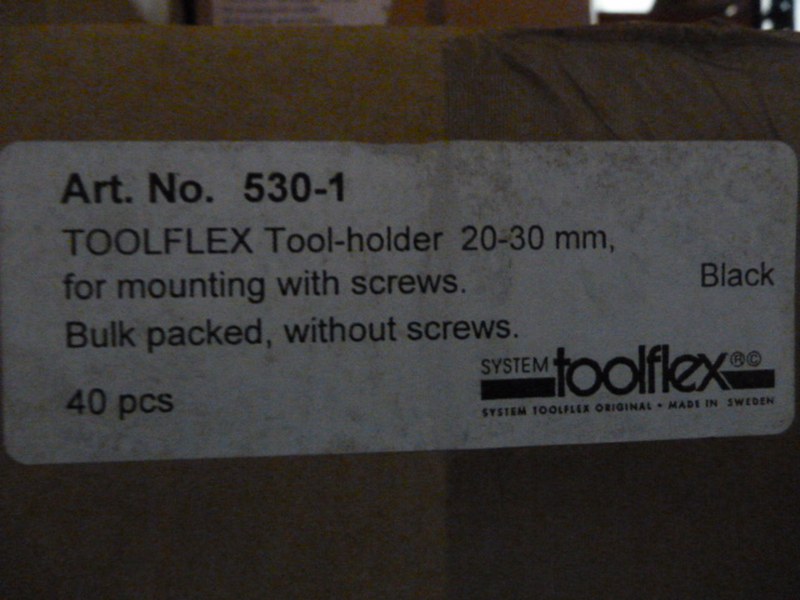 Art. No. 530-1
TOOLFLEX Tool-holder 20-30 mm,
for mounting with screws.
Black
Bulk packed, without screws.
40 pcs
SYSTEM toolflex®©
SYSTEM TOOLFLEX ORIGINAL • MADE IN SWEDEN